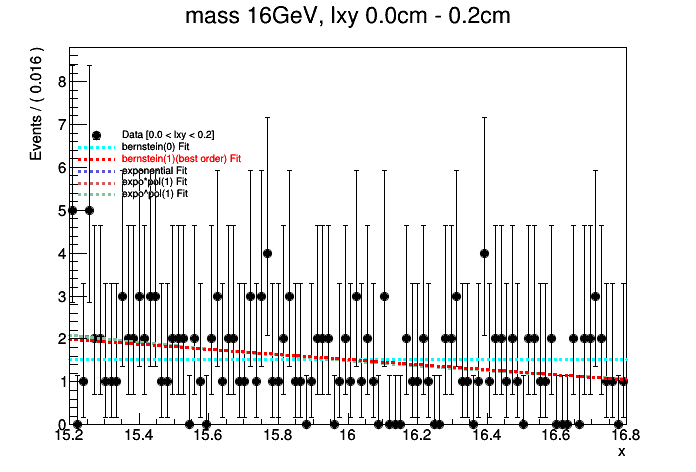 mass 16GeV, lxy 0.0cm - 0.2cm
Events / ( 0.016 )
8
7
6
5
4
3
2
1
0
Data [0.0 < lxy < 0.2]
bernstein(0) Fit
bernstein(1)(best order) Fit
exponential Fit
expo*pol(1) Fit
expo^pol(1) Fit
15.2 15.4 15.6 15.8 16 16.2 16.4 16.6 16.8
x